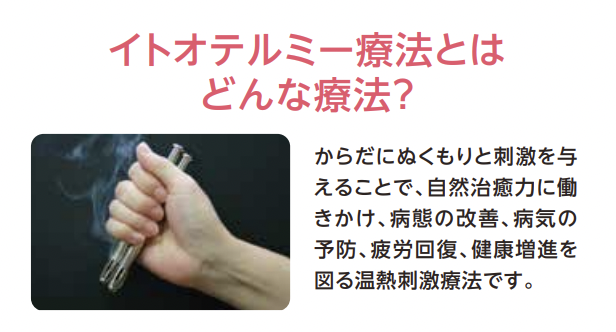 イトオテルミー療法とは
どんな療法?
からだにぬくもりと刺激を与
えることで、自然治癒力に働
きかけ、病態の改善、病気の
予防、疲労回復、健康増進を
図る温熱刺激療法です。